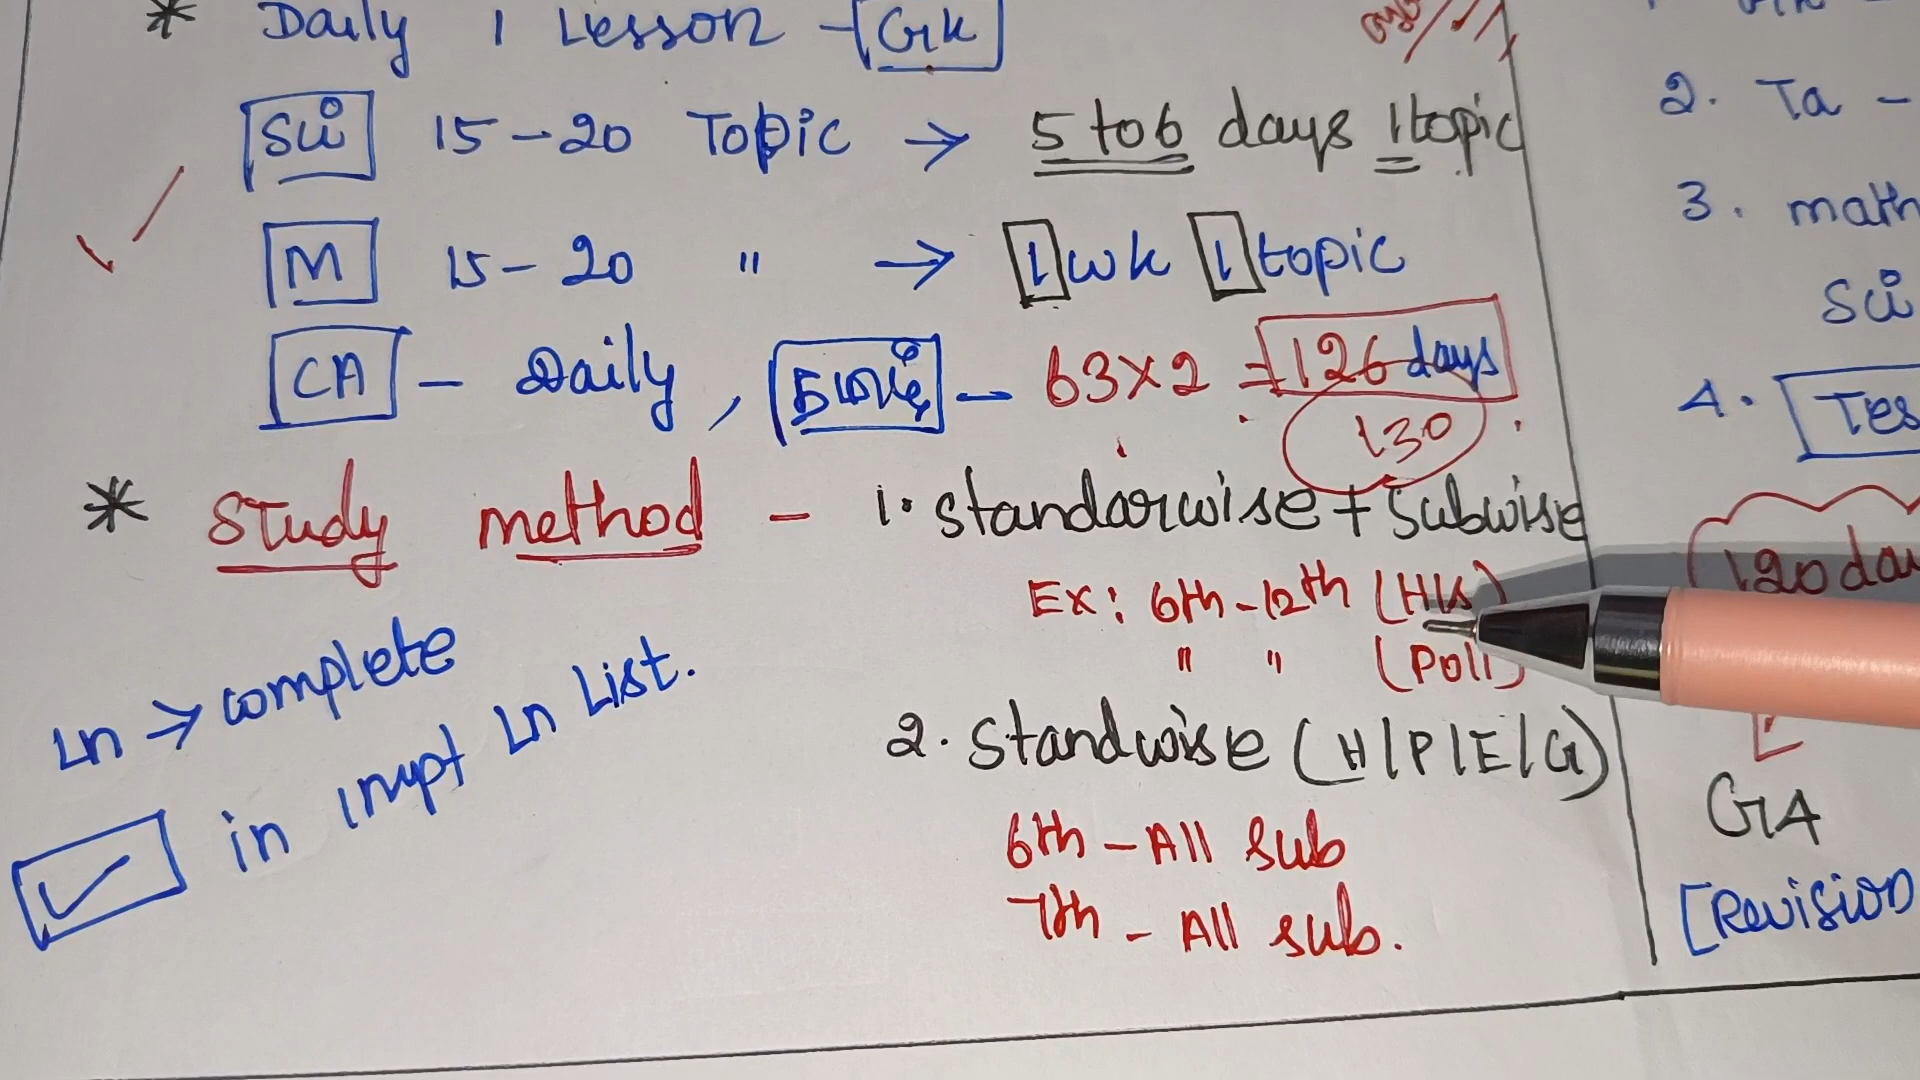 * Daily 1 Lesson - GK
Sci 15-20 Topic → 5 to 6 days 1 topic
M 15-20 " → 1 wk 1 topic
CA - Daily, தமிழ் - 63×2 = 126 days
130
* Study method - 1. Standarwise + Subwise
Ex: 6th-12th (His)
" " (Poli)
2. Standwise (H|P|E|G)
6th - All Sub
7th - All sub.
Ln → complete
✓ in impt Ln List.
2. Ta -
3. math
Sci
4. Tes
120 da
GA
[Revision